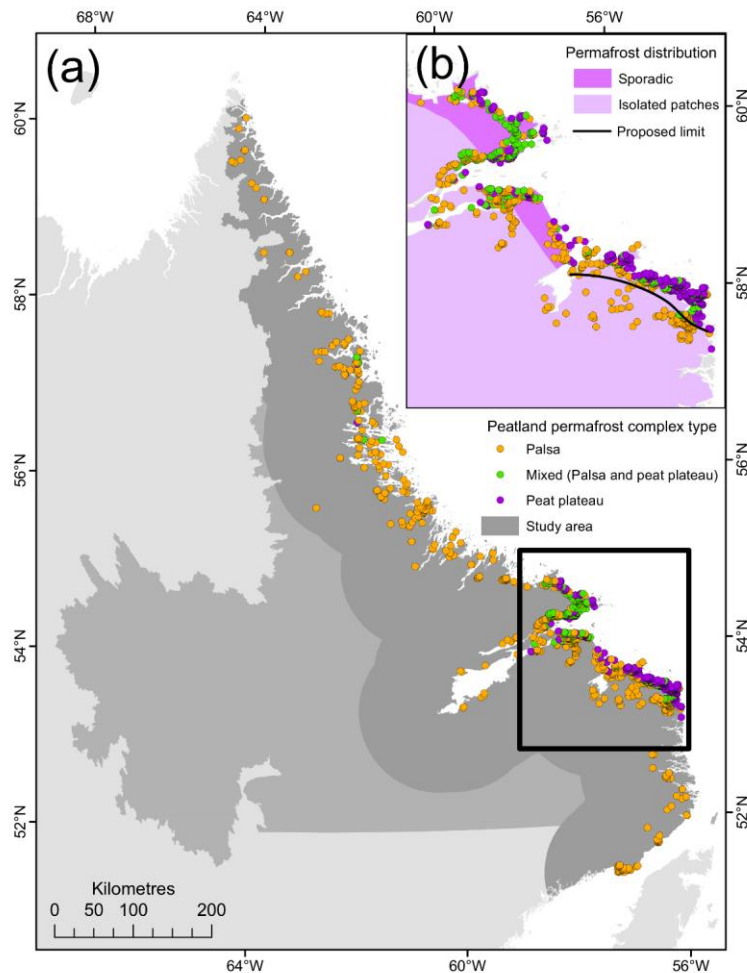 68°W
64°W
60°W
56°W
(a)
(b)
Permafrost distribution
Sporadic
Isolated patches
Proposed limit
60°N
60°N
58°N
58°N
Peatland permafrost complex type
Palsa
Mixed (Palsa and peat plateau)
Peat plateau
Study area
56°N
56°N
54°N
54°N
52°N
52°N
Kilometres
0 50 100 200
64°W
60°W
56°W